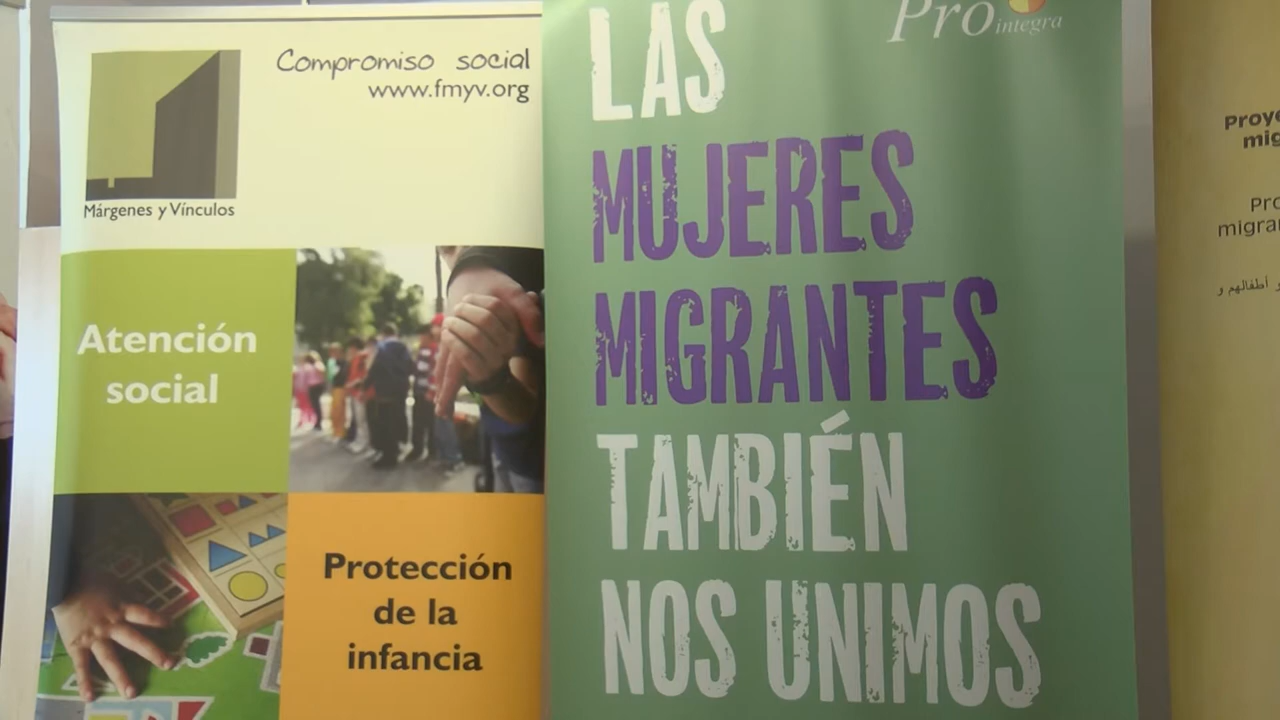 Compromiso social
www.fmyv.org
Márgenes y Vínculos
Atención
social
Protección
de la
infancia
Pro integra
LAS
MUJERES
MIGRANTES
TAMBIÉN
NOS UNIMOS